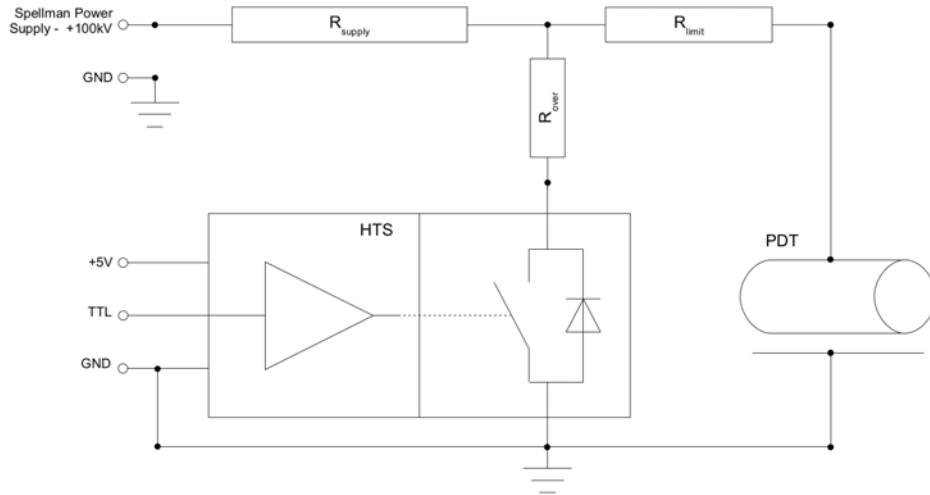 Spellman Power
Supply - +100kV
R supply
R limit
GND
R over
HTS
PDT
+5V
TTL
GND